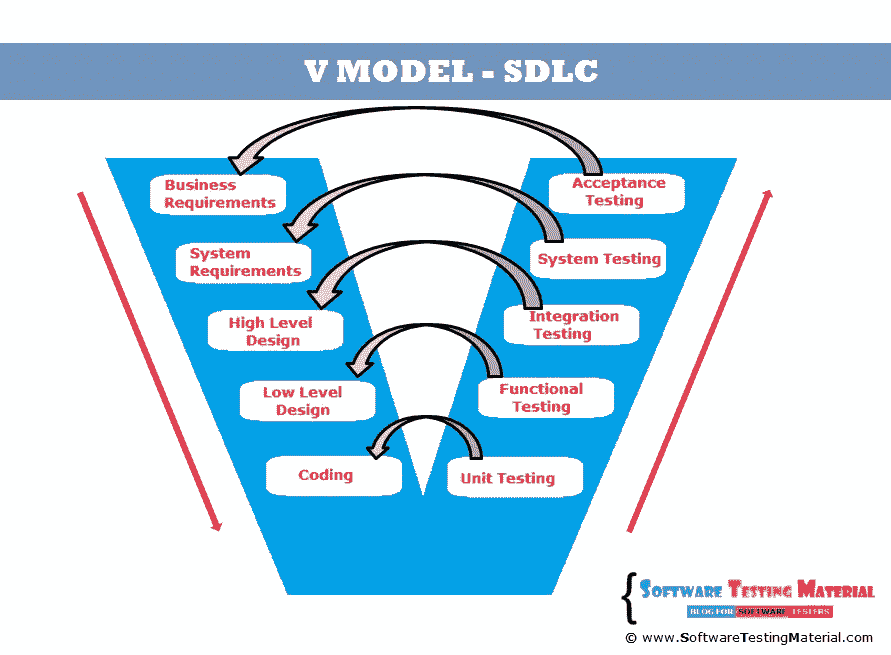 V MODEL - SDLC
Business
Requirements
Acceptance
Testing
System
Requirements
System Testing
High Level
Design
Integration
Testing
Low Level
Design
Functional
Testing
Coding
Unit Testing
SOFTWARE TESTING MATERIAL
BLOG FOR SOFTWARE TESTERS
© www.SoftwareTestingMaterial.com